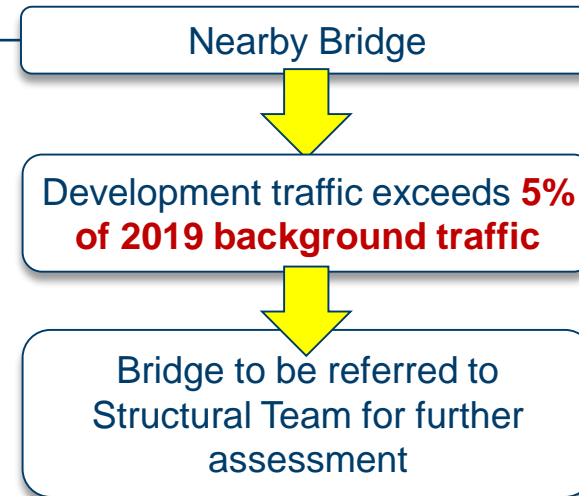 Nearby Bridge
Development traffic exceeds 5%
of 2019 background traffic
Bridge to be referred to
Structural Team for further
assessment